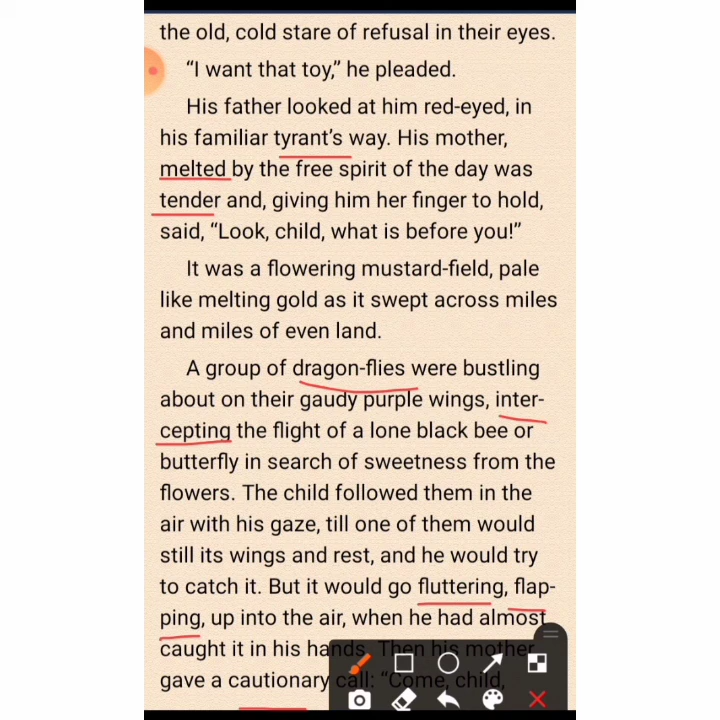 the old, cold stare of refusal in their eyes.
“I want that toy,” he pleaded.
His father looked at him red-eyed, in
his familiar tyrant’s way. His mother,
melted by the free spirit of the day was
tender and, giving him her finger to hold,
said, “Look, child, what is before you!”
It was a flowering mustard-field, pale
like melting gold as it swept across miles
and miles of even land.
A group of dragon-flies were bustling
about on their gaudy purple wings, inter-
cepting the flight of a lone black bee or
butterfly in search of sweetness from the
flowers. The child followed them in the
air with his gaze, till one of them would
still its wings and rest, and he would try
to catch it. But it would go fluttering, flap-
ping, up into the air, when he had almost
caught it in his hands. Then his mother
gave a cautionary call: “Come, child,